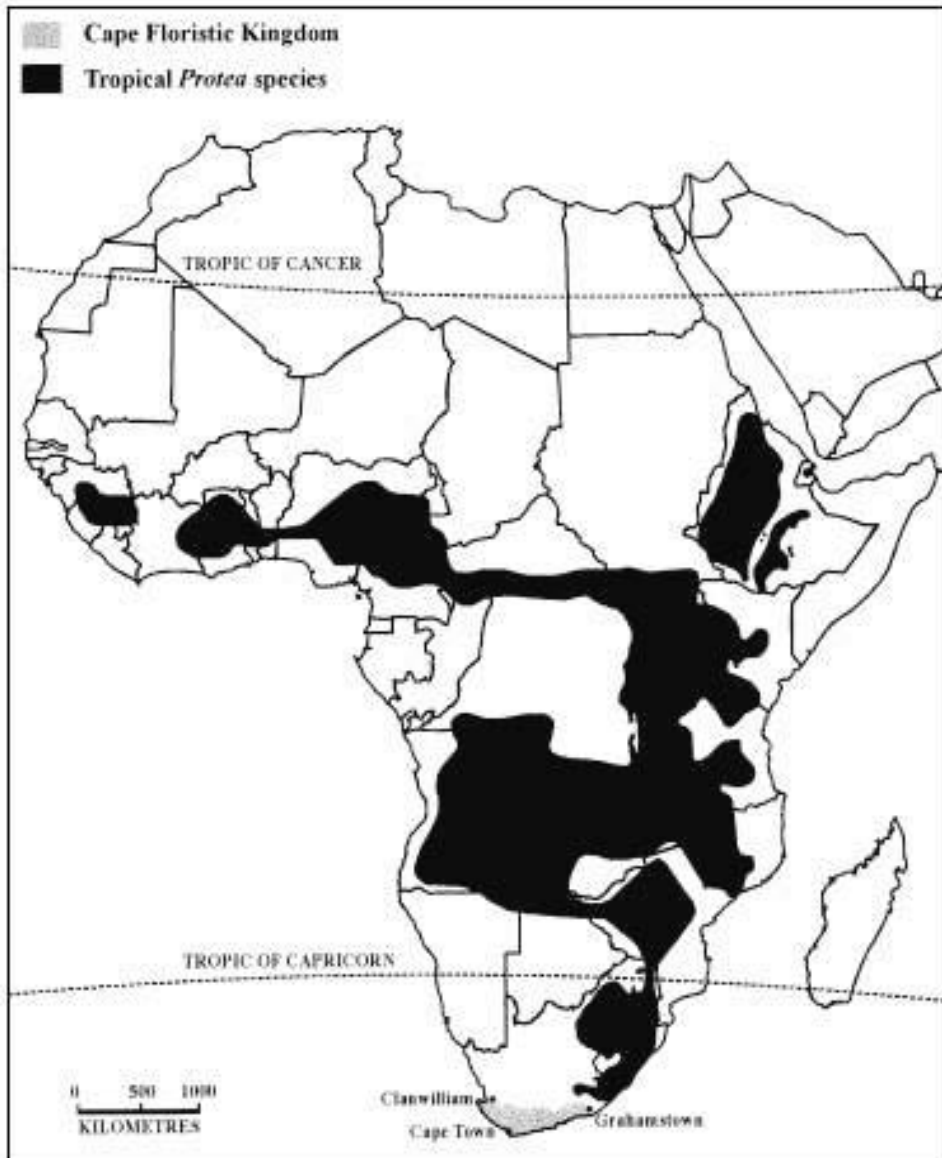 Cape Floristic Kingdom
Tropical Protea species
TROPIC OF CANCER
TROPIC OF CAPRICORN
0 500 1000
KILOMETRES
Clanwilliam
Cape Town
Grahamstown